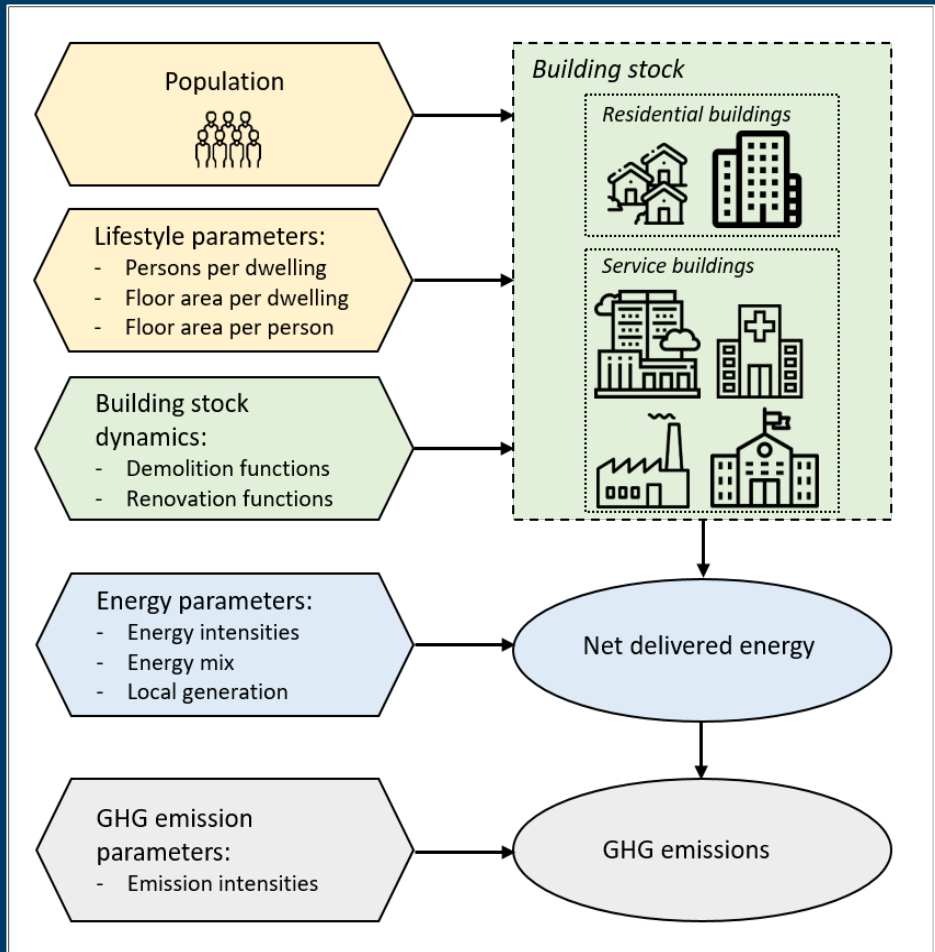 Population
Lifestyle parameters:
- Persons per dwelling
- Floor area per dwelling
- Floor area per person
Building stock
dynamics:
- Demolition functions
- Renovation functions
Energy parameters:
- Energy intensities
- Energy mix
- Local generation
GHG emission
parameters:
- Emission intensities
Building stock
Residential buildings
Service buildings
Net delivered energy
GHG emissions